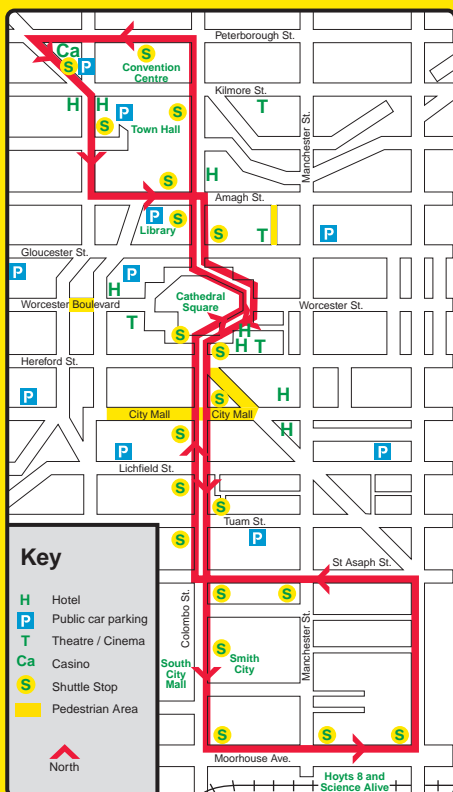 Peterborough St.
Ca
S
P
S
Convention
Centre
Kilmore St.
H
H
P
S
S
Town Hall
T
Manchester St.
H
S
Amagh St.
P
S
Library
S
T
P
Gloucester St.
P
P
H
Cathedral
Square
Worcester Boulevard
Worcester St.
T
S
H
H
T
S
Hereford St.
P
S
H
City Mall
City Mall
S
H
P
P
Lichfield St.
S
S
Tuam St.
S
P
St Asaph St.
Key
H Hotel
P Public car parking
T Theatre / Cinema
Ca Casino
S Shuttle Stop
Pedestrian Area
North
Colombo St.
S
S
Manchester St.
S
South
City
Mall
Smith
City
S
S
S
Moorhouse Ave.
Hoyts 8 and
Science Alive